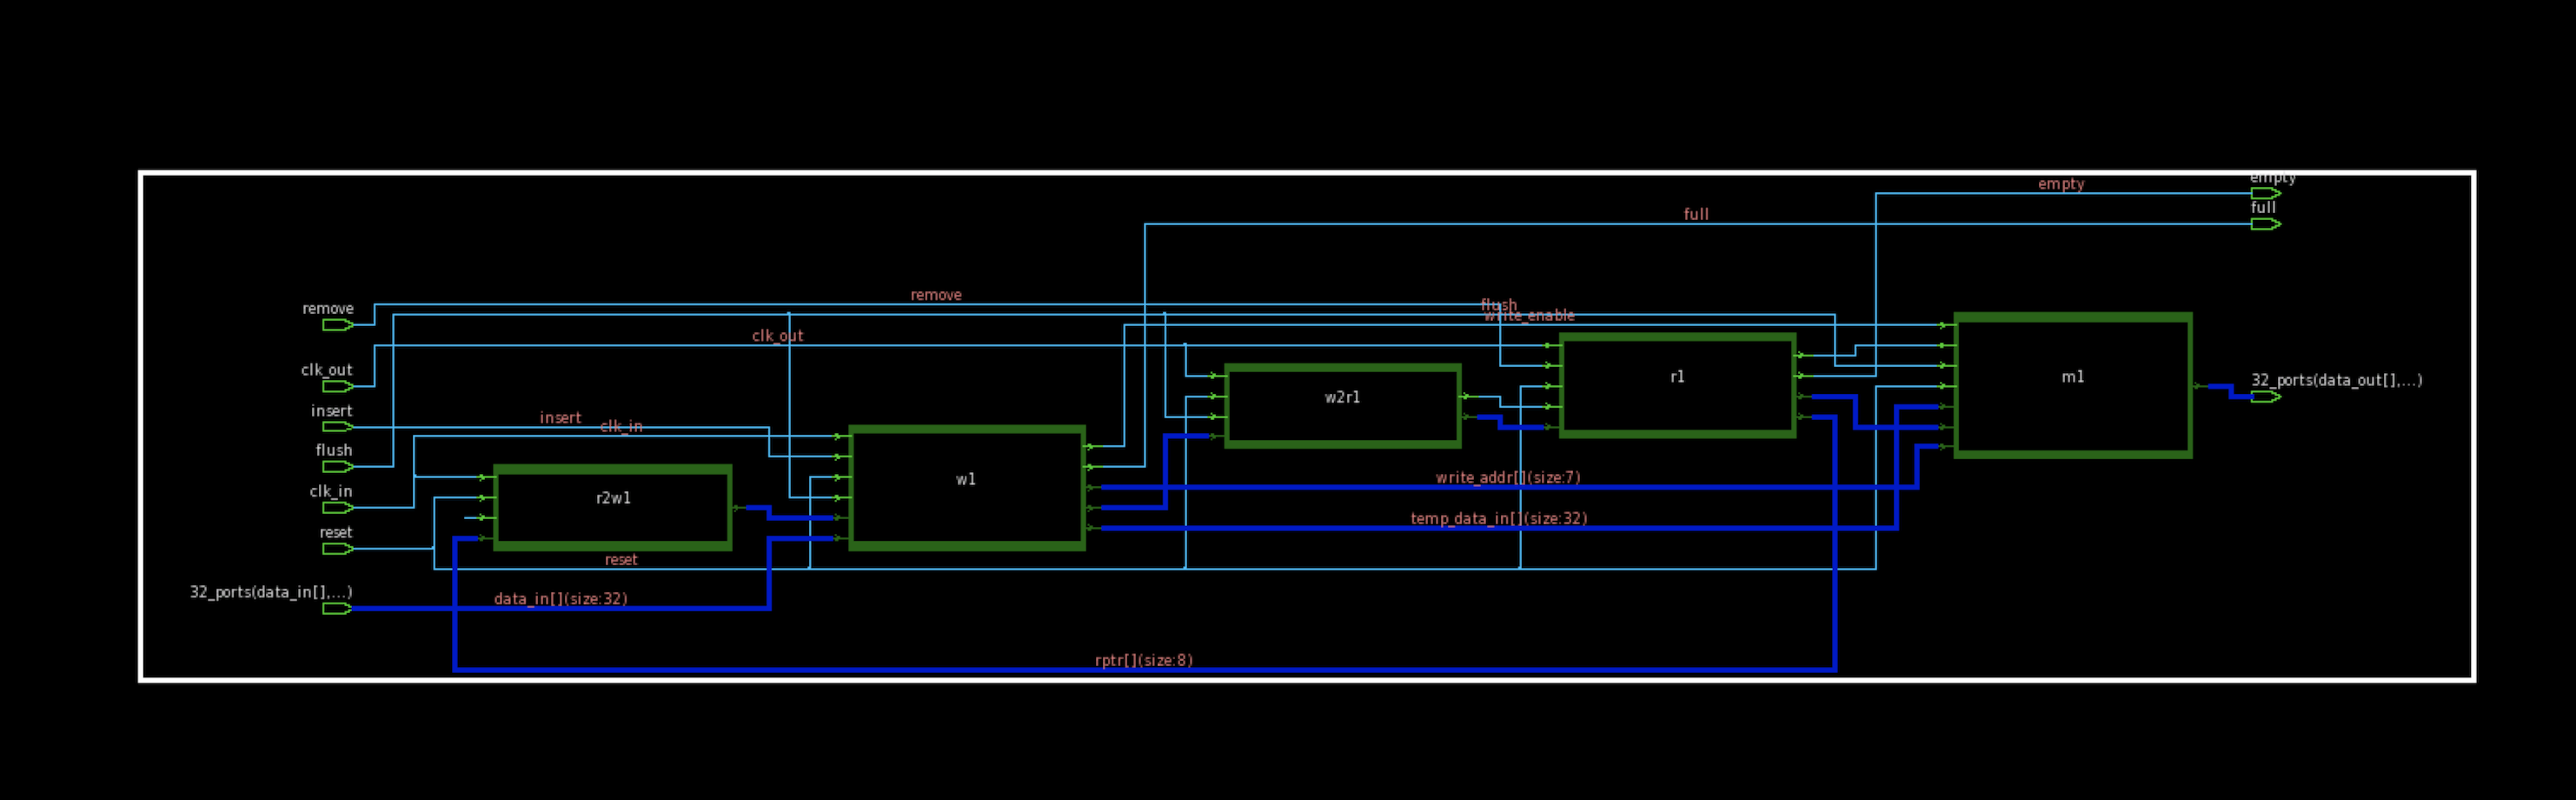 empty
empty
full
full
remove
remove
flush
write_enable
clk_out
clk_out
insert
insert
clk_in
flush
clk_in
reset
reset
32_ports(data_in[],...)
data_in[](size:32)
r2w1
w1
w2r1
r1
m1
32_ports(data_out[],...)
write_addr[](size:7)
temp_data_in[](size:32)
rptr[](size:8)